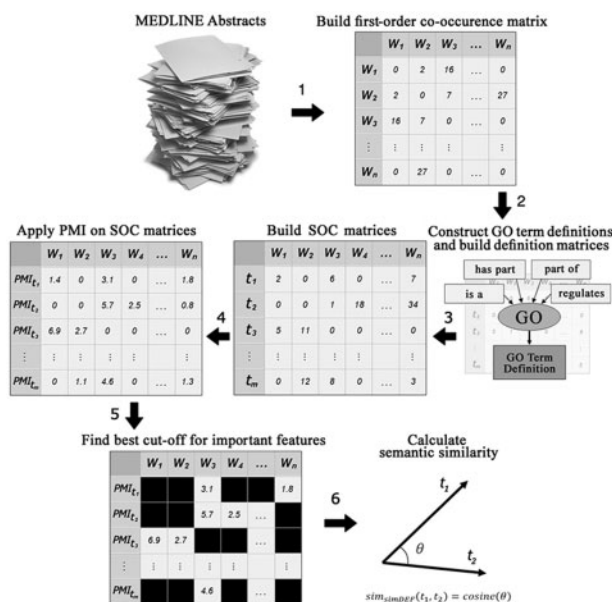 MEDLINE Abstracts
Build first-order co-occurence matrix
W1 W2 W3 ... Wn
W1 0 2 16 ... 0
W2 2 0 7 ... 27
W3 16 7 0 ... 0
⋮ ⋮ ⋮ ⋮ ⋮
Wn 0 27 0 ... 0
1
2
Construct GO term definitions
and build definition matrices
has part
part of
is a
regulates
GO
GO Term
Definition
3
Build SOC matrices
W1 W2 W3 W4 ... Wn
t1 2 0 6 0 ... 7
t2 0 0 1 18 ... 34
t3 5 11 0 0 ... 0
⋮ ⋮ ⋮ ⋮ ⋮ ⋮
tm 0 12 8 0 ... 3
4
Apply PMI on SOC matrices
W1 W2 W3 W4 ... Wn
PMIt1 1.4 0 3.1 0 ... 1.8
PMIt2 0 0 5.7 2.5 ... 0.8
PMIt3 6.9 2.7 0 0 ... 0
⋮ ⋮ ⋮ ⋮ ⋮ ⋮
PMItm 0 1.1 4.6 0 ... 1.3
5
Find best cut-off for important features
W1 W2 W3 W4 ... Wn
PMIt1 3.1 1.8
PMIt2 5.7 2.5 ...
PMIt3 6.9 2.7 ...
⋮ ⋮ ⋮ ⋮ ⋮
PMItm 4.6 ...
6
Calculate
semantic similarity
t1
θ
t2
simsimDEF(t1, t2) = cosine(θ)